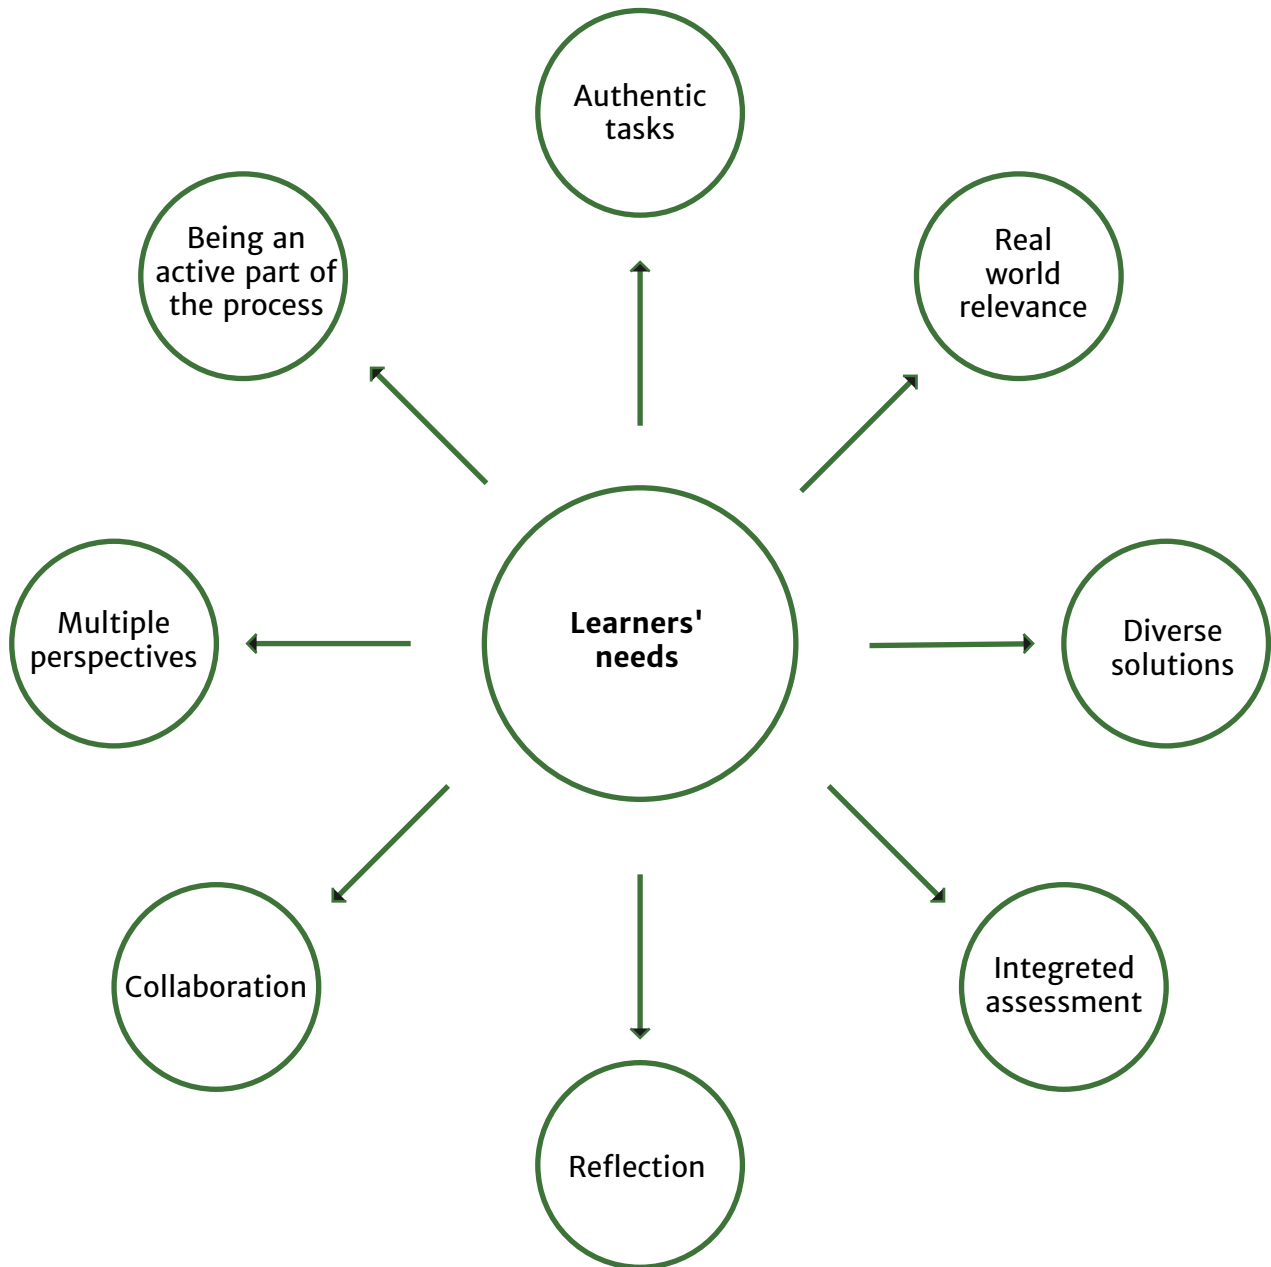 Authentic
tasks
Being an
active part of
the process
Real
world
relevance
Multiple
perspectives
Learners'
needs
Diverse
solutions
Collaboration
Integreted
assessment
Reflection